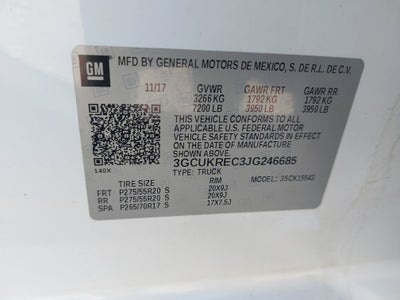 GM MFD BY GENERAL MOTORS DE MEXICO, S. DE R.L. DE C.V.
11/17 GVWR GAWR FRT GAWR RR
3266 KG 1792 KG 1792 KG
7200 LB 3950 LB 3950 LB
THIS VEHICLE CONFORMS TO ALL
APPLICABLE U.S. FEDERAL MOTOR
VEHICLE SAFETY STANDARDS IN EFFECT ON
THE DATE OF MANUFACTURE SHOWN ABOVE.
3GCUKREC3JG246685
140X TYPE: TRUCK MODEL:
TIRE SIZE RIM
FRT P275/55R20 S 20X9J
RR P275/55R20 S 20X9J
SPA P265/70R17 S 17X7.5J